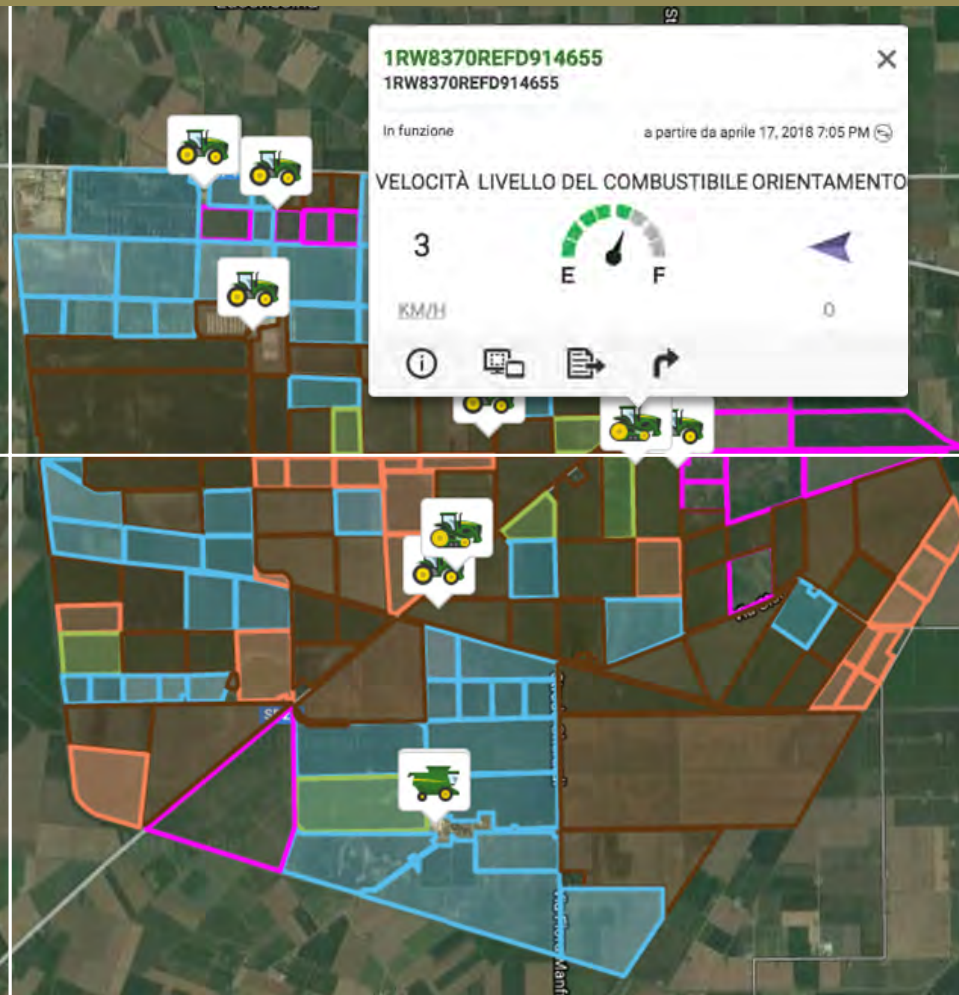 1RW8370REFD914655
1RW8370REFD914655
In funzione
a partire da aprile 17, 2018 7:05 PM
VELOCITÀ LIVELLO DEL COMBUSTIBILE ORIENTAMENTO
3
E F
KM/H
0